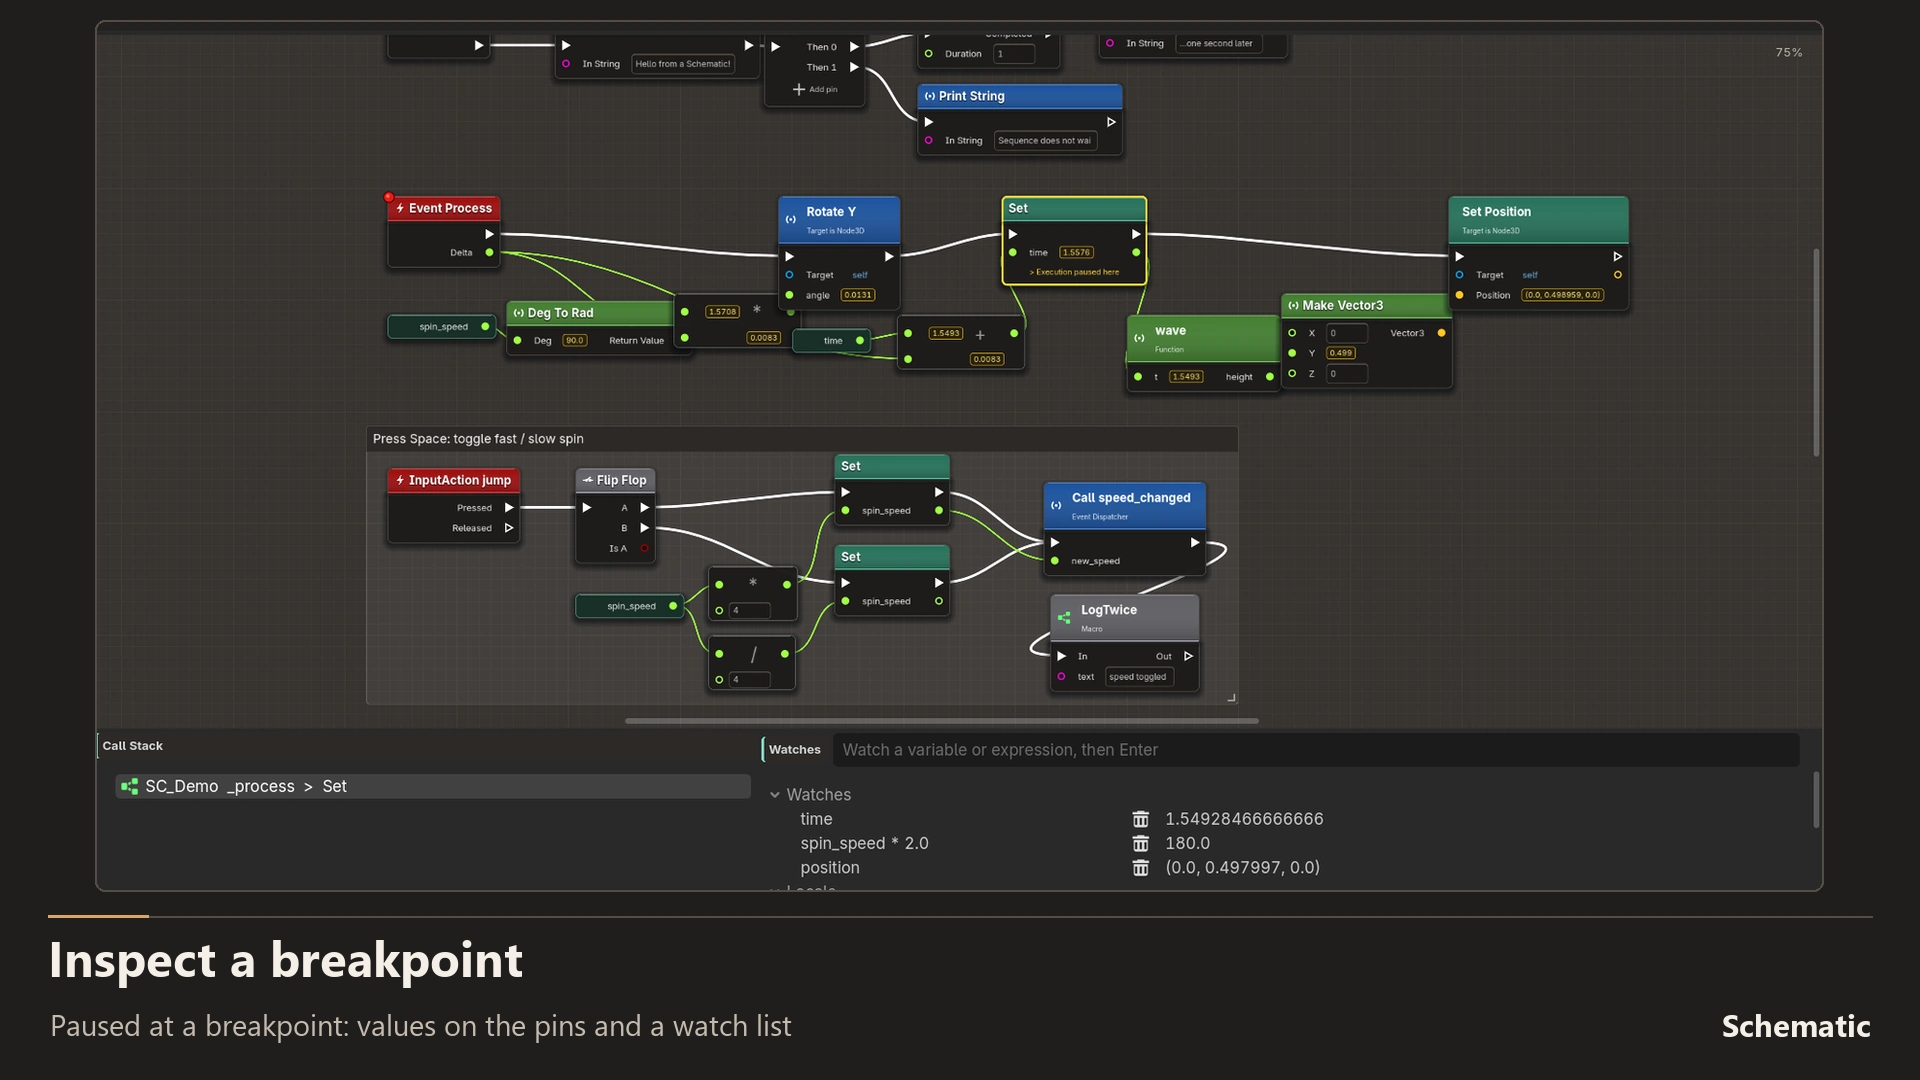 75%
Then 0
In String
Hello from a Schematic!
Then 1
Add pin
Duration
1
In String
...one second later
Print String
In String
Sequence does not wai
Event Process
Delta
Rotate Y
Target is Node3D
Target self
angle 0.0131
Set
time 1.5576
> Execution paused here
Set Position
Target is Node3D
Target self
Position (0.0, 0.498959, 0.0)
spin_speed
Deg To Rad
Deg 90.0 Return Value
1.5708 *
0.0083
time
1.5493 +
0.0083
wave
Function
t 1.5493 height
Make Vector3
X 0 Vector3
Y 0.499
Z 0
Press Space: toggle fast / slow spin
InputAction jump
Pressed
Released
Flip Flop
A
B
Is A
Set
spin_speed
Set
spin_speed
spin_speed
*
4
/
4
Call speed_changed
Event Dispatcher
new_speed
LogTwice
Macro
In Out
text speed toggled
Call Stack
SC_Demo _process > Set
Watches
Watch a variable or expression, then Enter
Watches
time 1.54928466666666
spin_speed * 2.0 180.0
position (0.0, 0.497997, 0.0)
Inspect a breakpoint
Paused at a breakpoint: values on the pins and a watch list
Schematic